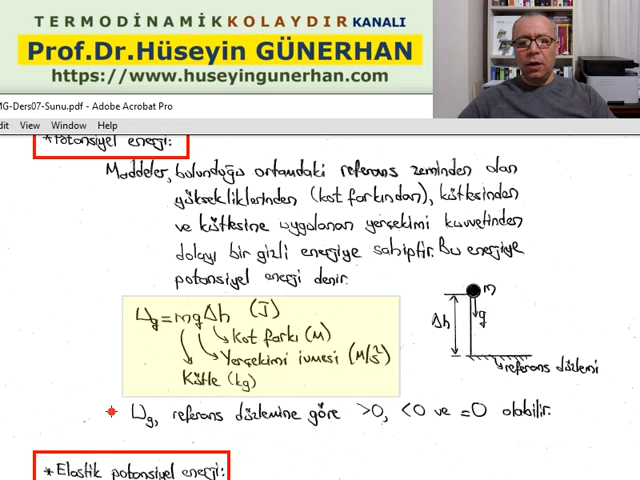 TERMODİNAMİKKOLAYDIR KANALI
Prof.Dr.Hüseyin GÜNERHAN
https://www.huseyingunerhan.com
MG-Ders07-Sunu.pdf - Adobe Acrobat Pro
dit View Window Help
*Potansiyel enerji:
Maddeler, bulunduğu ortamdaki referans zeminden olan
yüksekliklerinden (kot farkından), kütlesinden
ve kütlesine uygulanan yerçekimi kuvvetinden
dolayı bir gizli enerjiye sahiptir. Bu enerjiye
potansiyel enerji denir.
Ug=mgΔh (J)
Kot farkı (m)
Yerçekimi ivmesi (m/s²)
Kütle (kg)
m
g
Δh
referans düzlemi
Ug, referans düzlemine göre >0, <0 ve =0 olabilir.
*Elastik potansiyel enerji: